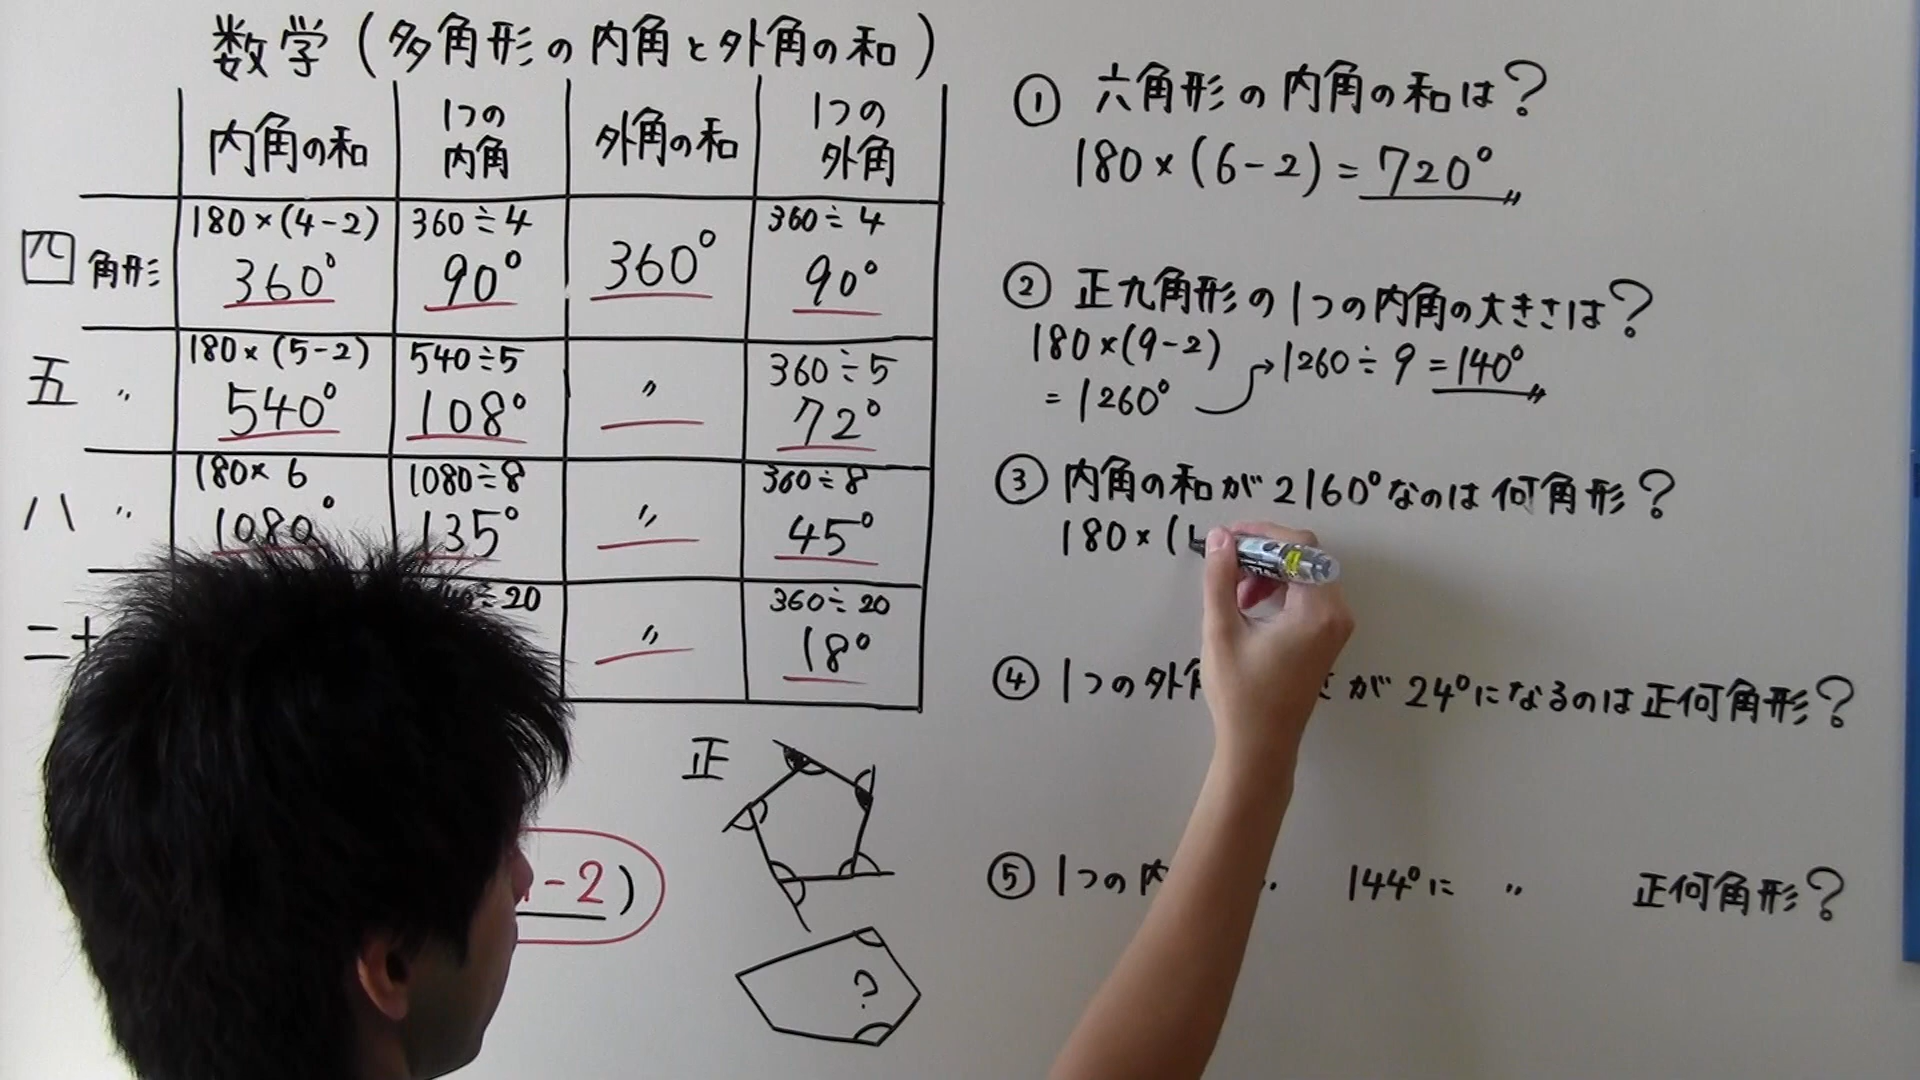 数学(多角形の内角と外角の和)
内角の和 1つの内角 外角の和 1つの外角
四角形 180×(4-2) 360° 360÷4 90° 360° 360÷4 90°
五 〃 180×(5-2) 540° 540÷5 108° 〃 360÷5 72°
八 〃 180×6 1080° 1080÷8 135° 〃 360÷8 45°
二十 ÷20 〃 360÷20 18°
正
-2)
?
① 六角形の内角の和は?
180×(6-2)=720°
② 正九角形の1つの内角の大きさは?
180×(9-2)
=1260° 1260÷9=140°
③ 内角の和が2160°なのは何角形?
180×(
④ 1つの外角 さが24°になるのは正何角形?
⑤ 1つの内 〃 144°に 〃 正何角形?